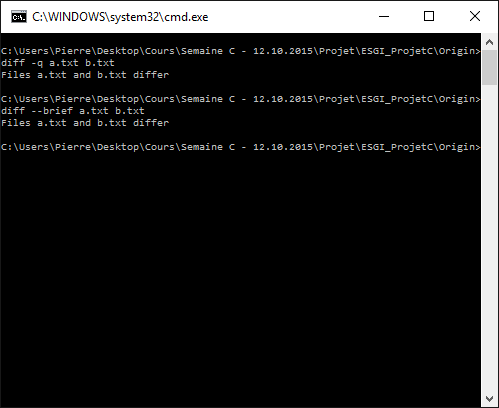 C:\WINDOWS\system32\cmd.exe
C:\Users\Pierre\Desktop\Cours\Semaine C - 12.10.2015\Projet\ESGI_ProjetC\Origin>
diff -q a.txt b.txt
Files a.txt and b.txt differ
C:\Users\Pierre\Desktop\Cours\Semaine C - 12.10.2015\Projet\ESGI_ProjetC\Origin>
diff --brief a.txt b.txt
Files a.txt and b.txt differ
C:\Users\Pierre\Desktop\Cours\Semaine C - 12.10.2015\Projet\ESGI_ProjetC\Origin>